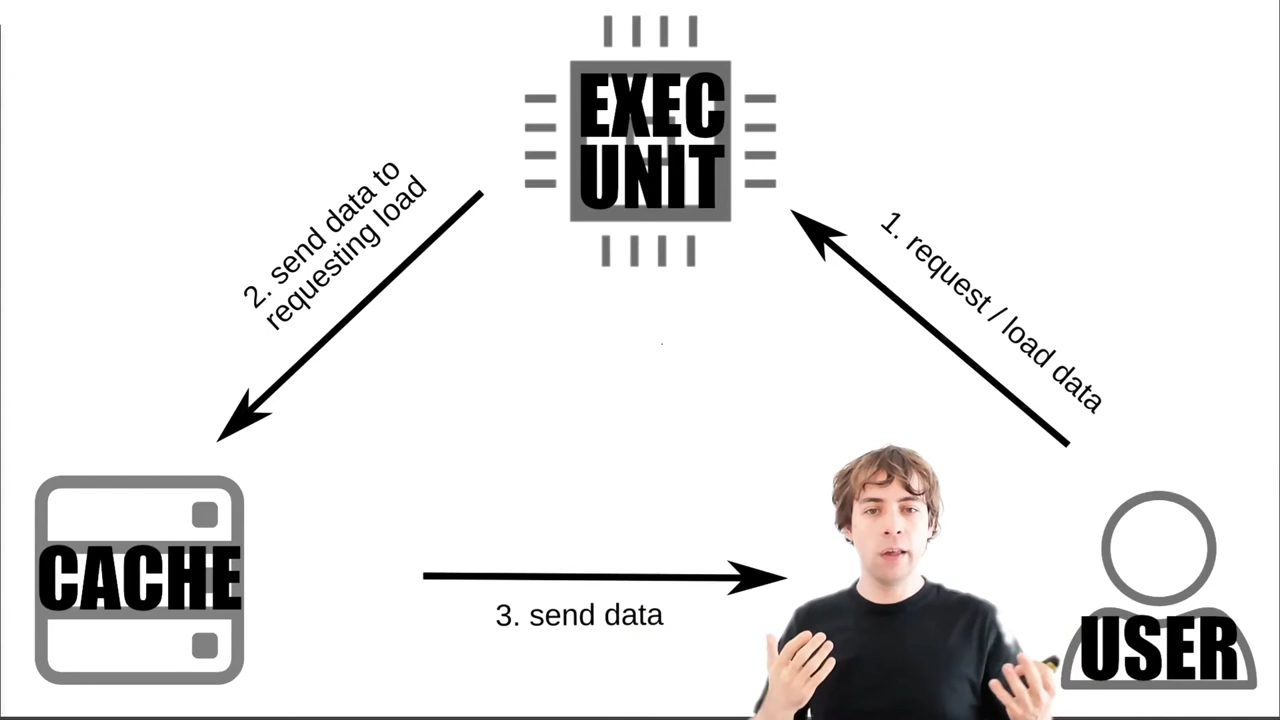 EXEC
UNIT
1. request / load data
2. send data to
requesting load
CACHE
3. send data
USER